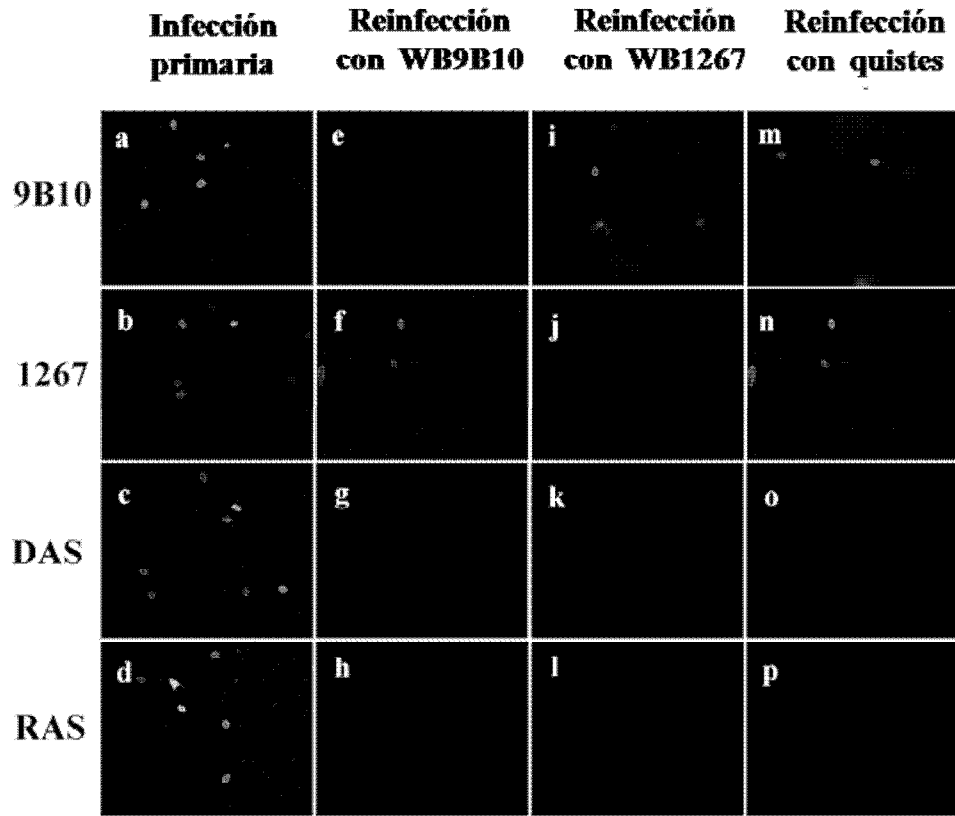 Infección
primaria
Reinfección
con WB9B10
Reinfección
con WB1267
Reinfección
con quistes
9B10
a
e
i
m
1267
b
f
j
n
DAS
c
g
k
o
RAS
d
h
l
p